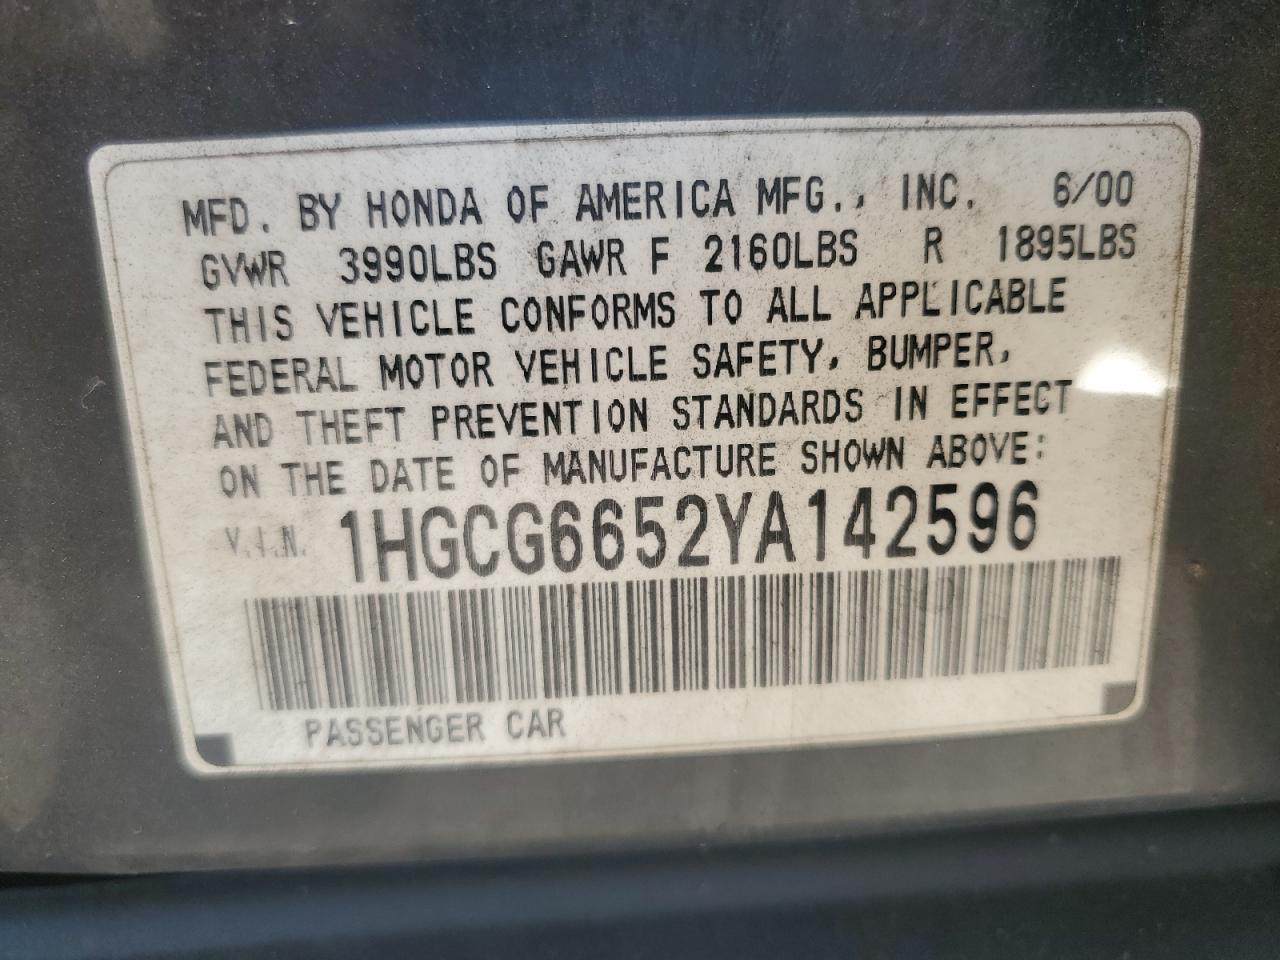 MFD. BY HONDA OF AMERICA MFG., INC. 6/00
GVWR 3990LBS GAWR F 2160LBS R 1895LBS
THIS VEHICLE CONFORMS TO ALL APPLICABLE
FEDERAL MOTOR VEHICLE SAFETY, BUMPER,
AND THEFT PREVENTION STANDARDS IN EFFECT
ON THE DATE OF MANUFACTURE SHOWN ABOVE:
V.I.N. 1HGCG6652YA142596
PASSENGER CAR